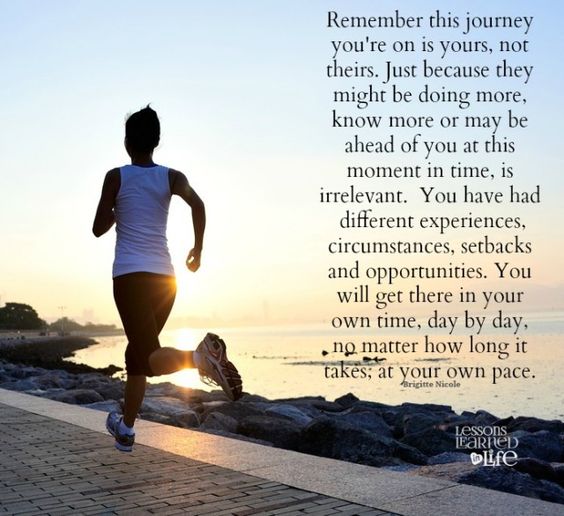 Remember this journey
you're on is yours, not
theirs. Just because they
might be doing more,
know more or may be
ahead of you at this
moment in time, is
irrelevant. You have had
different experiences,
circumstances, setbacks
and opportunities. You
will get there in your
own time, day by day,
no matter how long it
takes; at your own pace.
Brigitte Nicole
LESSONS
LEARNED
IN LIFE